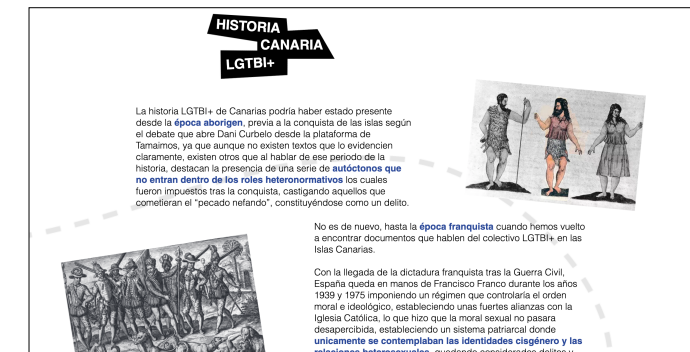 HISTORIA
CANARIA
LGTBI+
La historia LGTBI+ de Canarias podría haber estado presente
desde la época aborigen, previa a la conquista de las islas según
el debate que abre Dani Curbelo desde la plataforma de
Tamaimos, ya que aunque no existen textos que lo evidencien
claramente, existen otros que al hablar de ese periodo de la
historia, destacan la presencia de una serie de autóctonos que
no entran dentro de los roles heteronormativos los cuales
fueron impuestos tras la conquista, castigando aquellos que
cometieran el "pecado nefando", constituyéndose como un delito.
No es de nuevo, hasta la época franquista cuando hemos vuelto
a encontrar documentos que hablen del colectivo LGTBI+ en las
Islas Canarias.
Con la llegada de la dictadura franquista tras la Guerra Civil,
España queda en manos de Francisco Franco durante los años
1939 y 1975 imponiendo un régimen que controlaría el orden
moral e ideológico, estableciendo unas fuertes alianzas con la
Iglesia Católica, lo que hizo que la moral sexual no pasara
desapercibida, estableciendo un sistema patriarcal donde
unicamente se contemplaban las identidades cisgénero y las
relaciones heterosexuales, quedando considerados delitos y